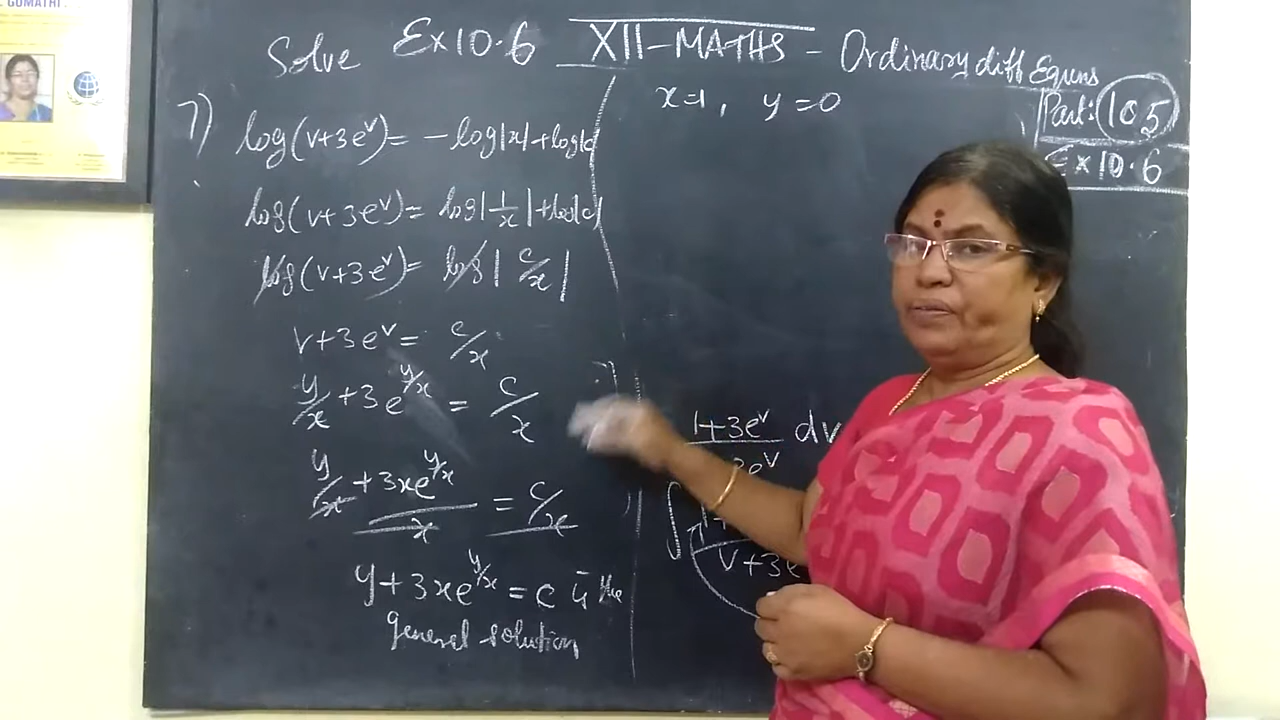 GOMATHI
Solve Ex 10.6 XII - MATHS - Ordinary diff Equns
Part: 105
Ex 10.6
7)
log(v+3e^v) = -log|x| + log|c|
log(v+3e^v) = log|1/x| + log|c|
log(v+3e^v) = log|c/x|
v+3e^v = c/x
y/x + 3e^(y/x) = c/x
y/x + 3xe^(y/x)/x = c/x
y + 3xe^(y/x) = c is the
general solution
x=1, y=0
1+3e^v dv
3e^v
∫
v+3e